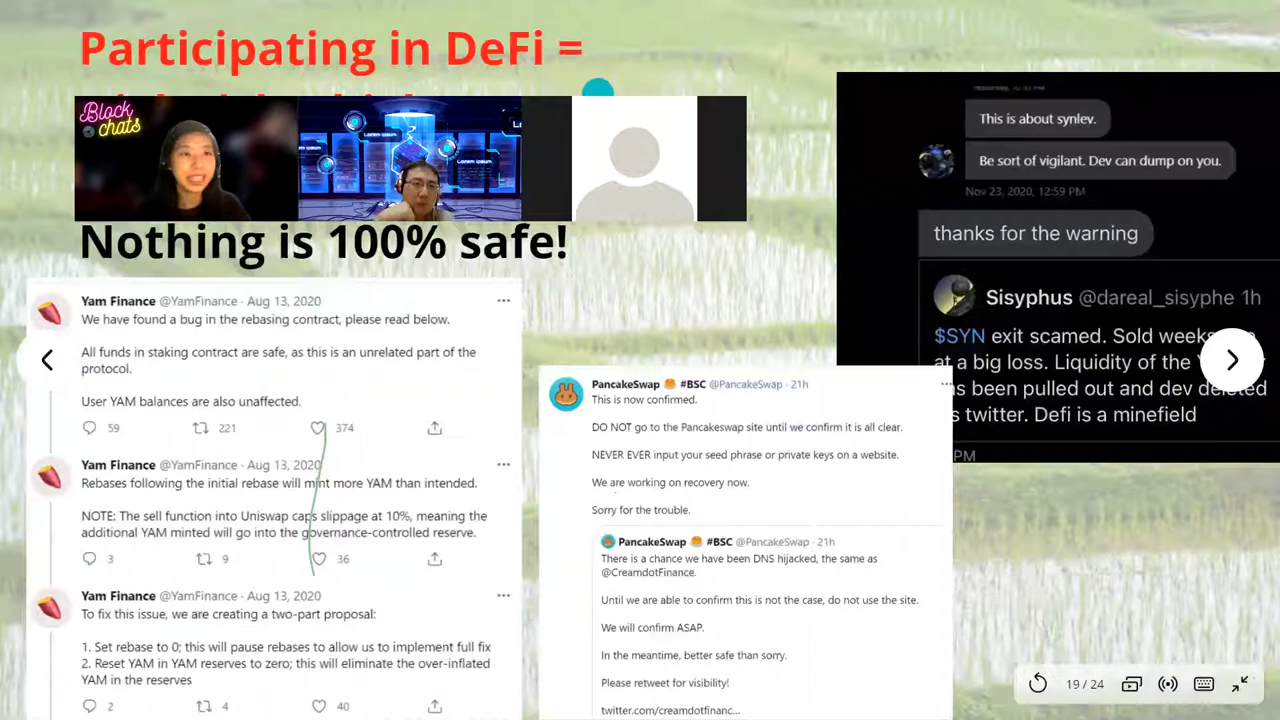 Participating in DeFi =
Block
chats
Lorem Ipsum
Lorem Ipsum
Nothing is 100% safe!
This is about synlev.
Be sort of vigilant. Dev can dump on you.
Nov 23, 2020, 12:59 PM
thanks for the warning
Sisyphus @dareal_sisyphe 1h
$SYN exit scamed. Sold weeks
at a big loss. Liquidity of the
been pulled out and dev deleted
twitter. Defi is a minefield
PM
Yam Finance @YamFinance · Aug 13, 2020
We have found a bug in the rebasing contract, please read below.
All funds in staking contract are safe, as this is an unrelated part of the
protocol.
User YAM balances are also unaffected.
59 221 374
Yam Finance @YamFinance · Aug 13, 2020
Rebases following the initial rebase will mint more YAM than intended.
NOTE: The sell function into Uniswap caps slippage at 10%, meaning the
additional YAM minted will go into the governance-controlled reserve.
3 9 36
Yam Finance @YamFinance · Aug 13, 2020
To fix this issue, we are creating a two-part proposal:
1. Set rebase to 0; this will pause rebases to allow us to implement full fix
2. Reset YAM in YAM reserves to zero; this will eliminate the over-inflated
YAM in the reserves
2 4 40
PancakeSwap #BSC @PancakeSwap · 21h
This is now confirmed.
DO NOT go to the Pancakeswap site until we confirm it is all clear.
NEVER EVER input your seed phrase or private keys on a website.
We are working on recovery now.
Sorry for the trouble.
PancakeSwap #BSC @PancakeSwap · 21h
There is a chance we have been DNS hijacked, the same as
@CreamdotFinance.
Until we are able to confirm this is not the case, do not use the site.
We will confirm ASAP.
In the meantime, better safe than sorry.
Please retweet for visibility!
twitter.com/creamdotfinanc...
19 / 24